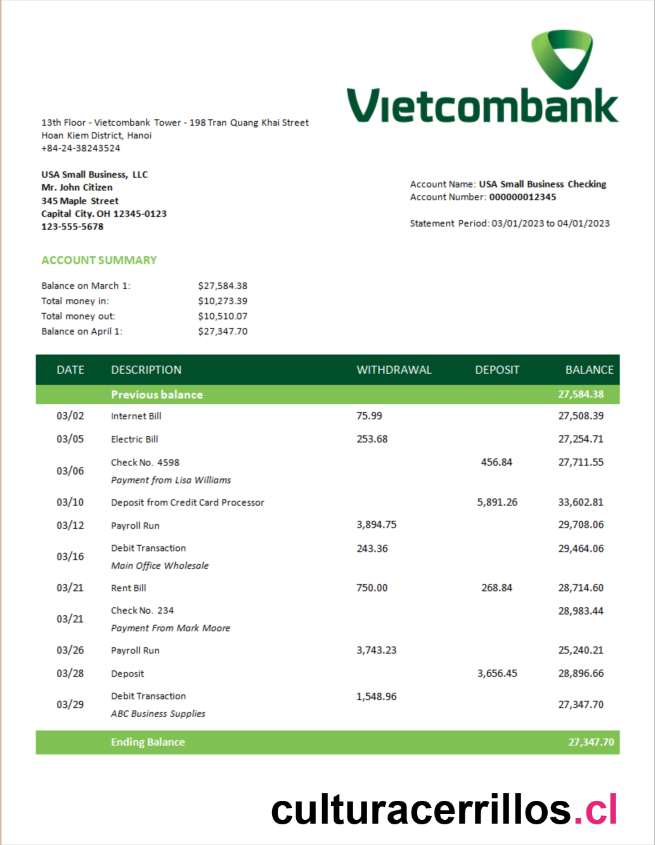 Vietcombank
13th Floor - Vietcombank Tower - 198 Tran Quang Khai Street
Hoan Kiem District, Hanoi
+84-24-38243524
USA Small Business, LLC
Mr. John Citizen
345 Maple Street
Capital City. OH 12345-0123
123-555-5678
Account Name: USA Small Business Checking
Account Number: 000000012345
Statement Period: 03/01/2023 to 04/01/2023
ACCOUNT SUMMARY
Balance on March 1: $27,584.38
Total money in: $10,273.39
Total money out: $10,510.07
Balance on April 1: $27,347.70
DATE DESCRIPTION WITHDRAWAL DEPOSIT BALANCE
Previous balance 27,584.38
03/02 Internet Bill 75.99 27,508.39
03/05 Electric Bill 253.68 27,254.71
03/06 Check No. 4598 456.84 27,711.55
Payment from Lisa Williams
03/10 Deposit from Credit Card Processor 5,891.26 33,602.81
03/12 Payroll Run 3,894.75 29,708.06
03/16 Debit Transaction 243.36 29,464.06
Main Office Wholesale
03/21 Rent Bill 750.00 268.84 28,714.60
03/21 Check No. 234 28,983.44
Payment From Mark Moore
03/26 Payroll Run 3,743.23 25,240.21
03/28 Deposit 3,656.45 28,896.66
03/29 Debit Transaction 1,548.96 27,347.70
ABC Business Supplies
Ending Balance 27,347.70
culturacerrillos.cl